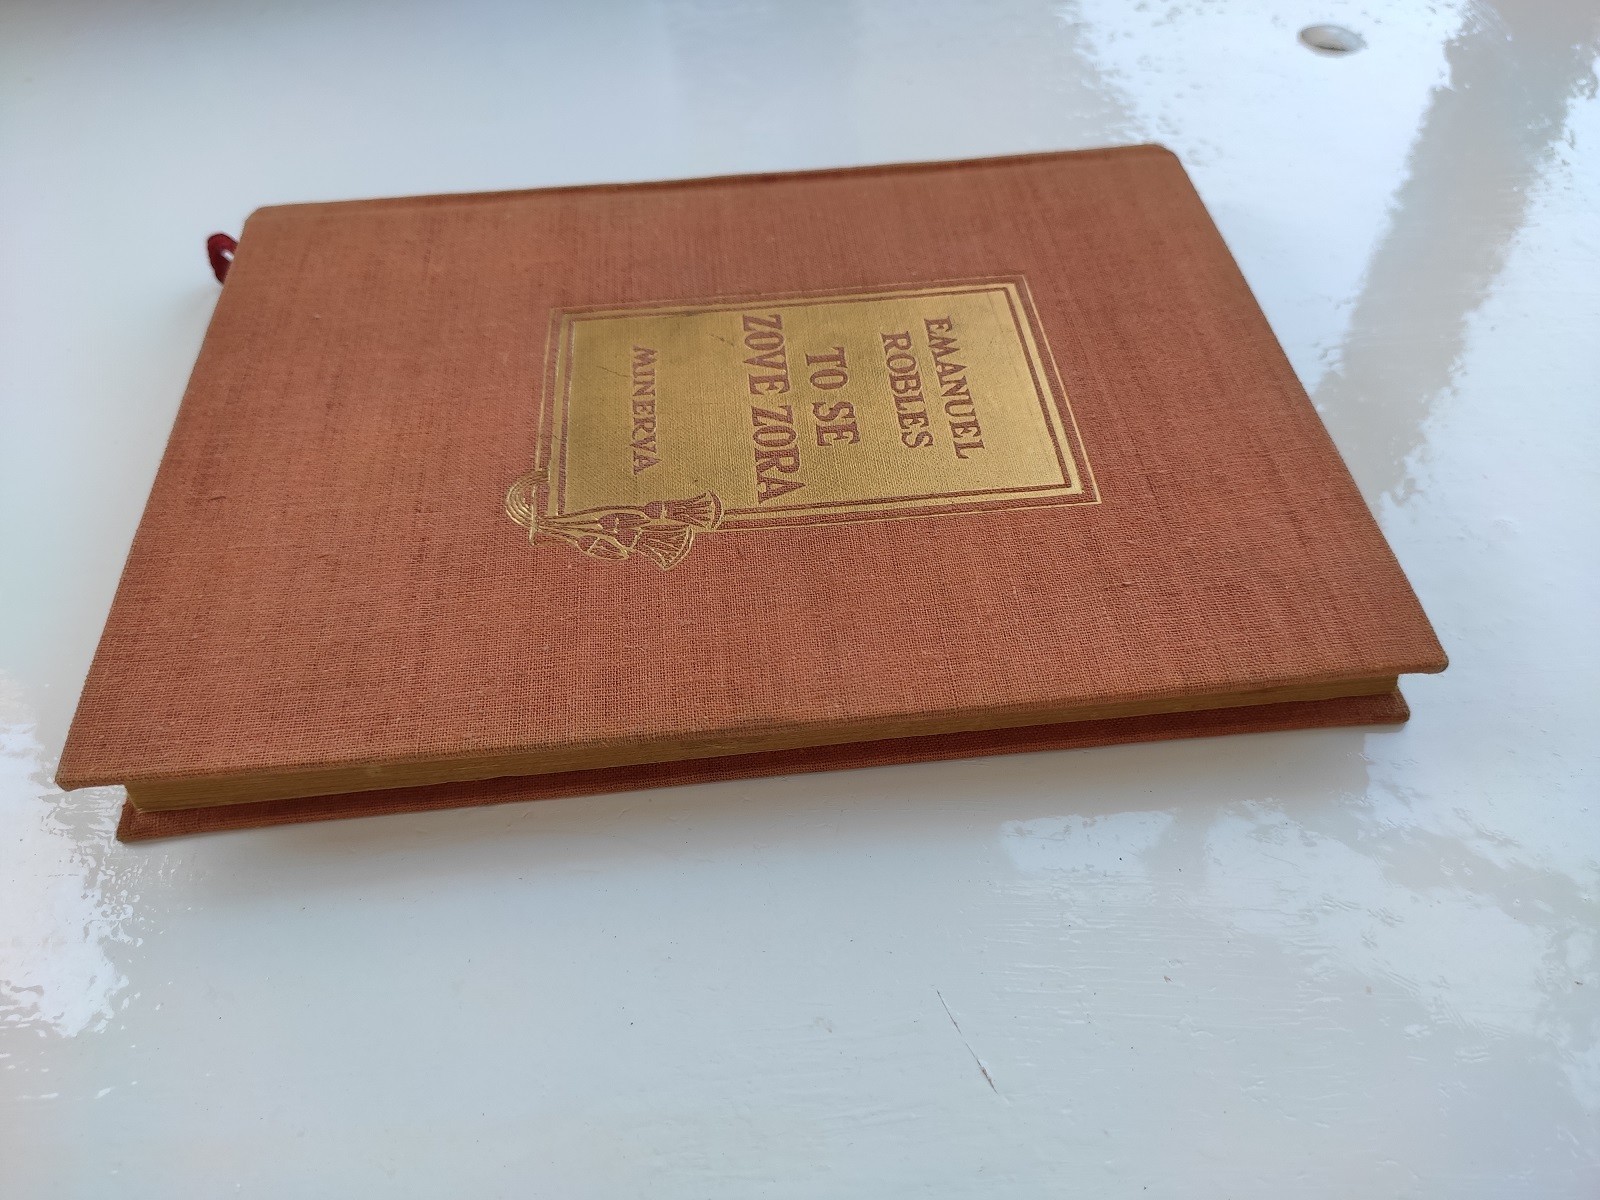 EMANUEL
ROBLES
TO SE
ZOVE ZORA
MINERVA